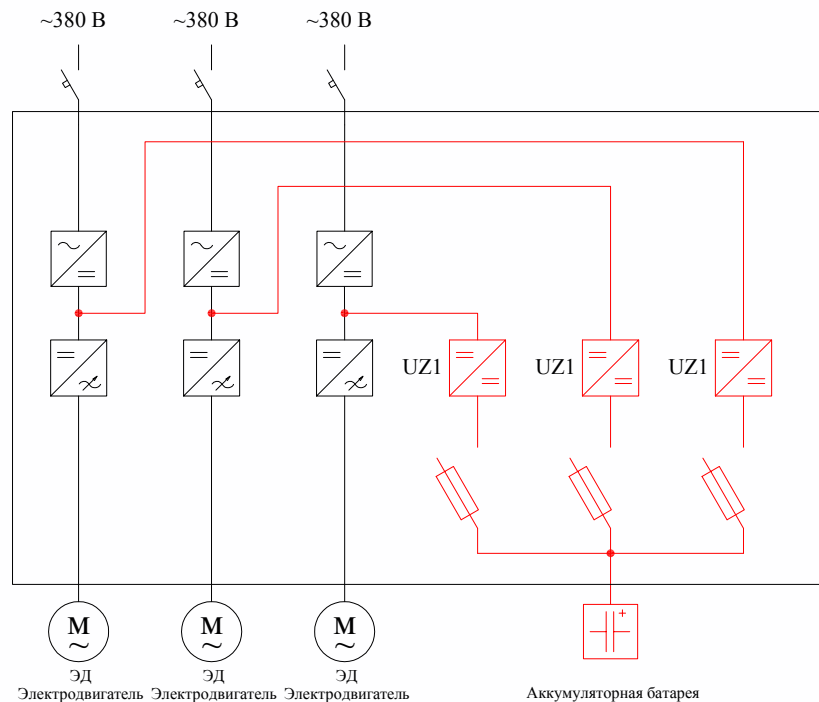 ~380 В ~380 В ~380 В
UZ1 UZ1 UZ1
M M M
~ ~ ~
+
ЭД ЭД ЭД
Электродвигатель Электродвигатель Электродвигатель Аккумуляторная батарея